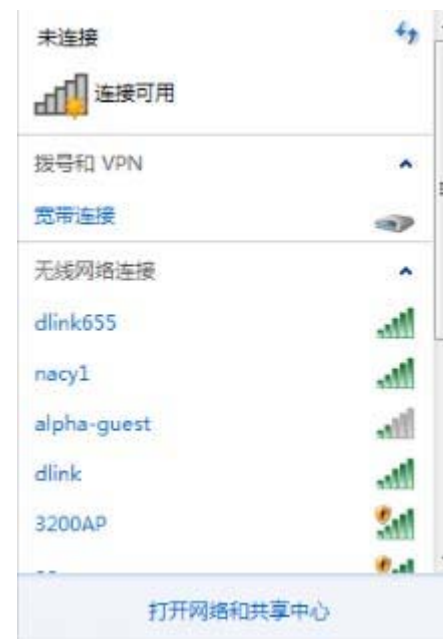 未连接
连接可用
拨号和 VPN
宽带连接
无线网络连接
dlink655
nacy1
alpha-guest
dlink
3200AP
打开网络和共享中心